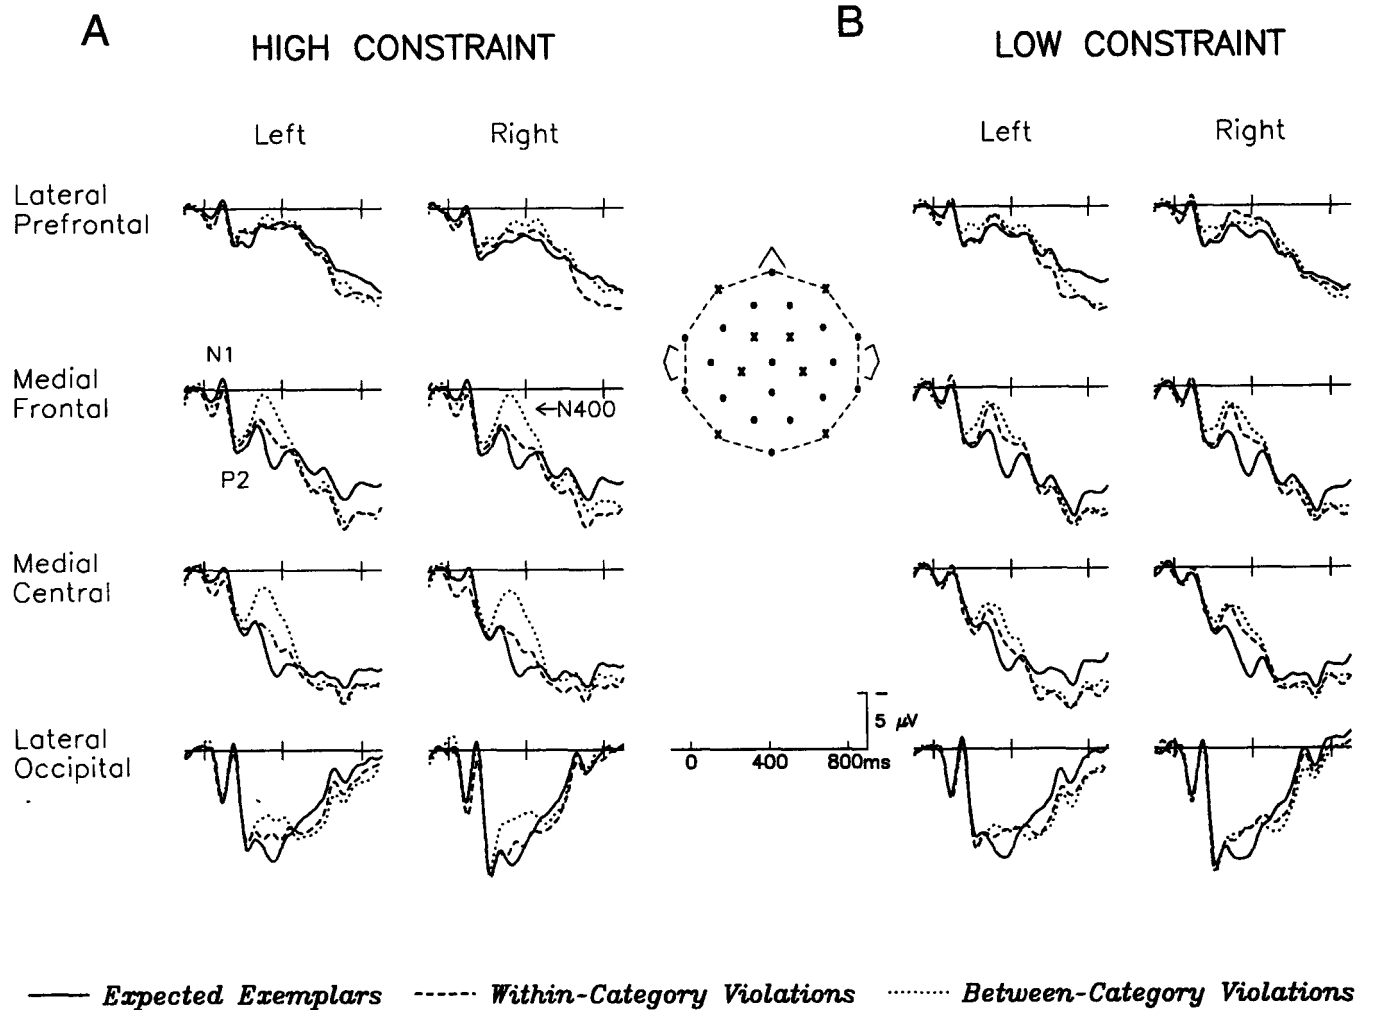 A
HIGH CONSTRAINT
B
LOW CONSTRAINT
Left
Right
Left
Right
Lateral
Prefrontal
N1
Medial
Frontal
←N400
P2
Medial
Central
5 μV
Lateral
Occipital
0
400
800ms
Expected Exemplars
Within-Category Violations
Between-Category Violations